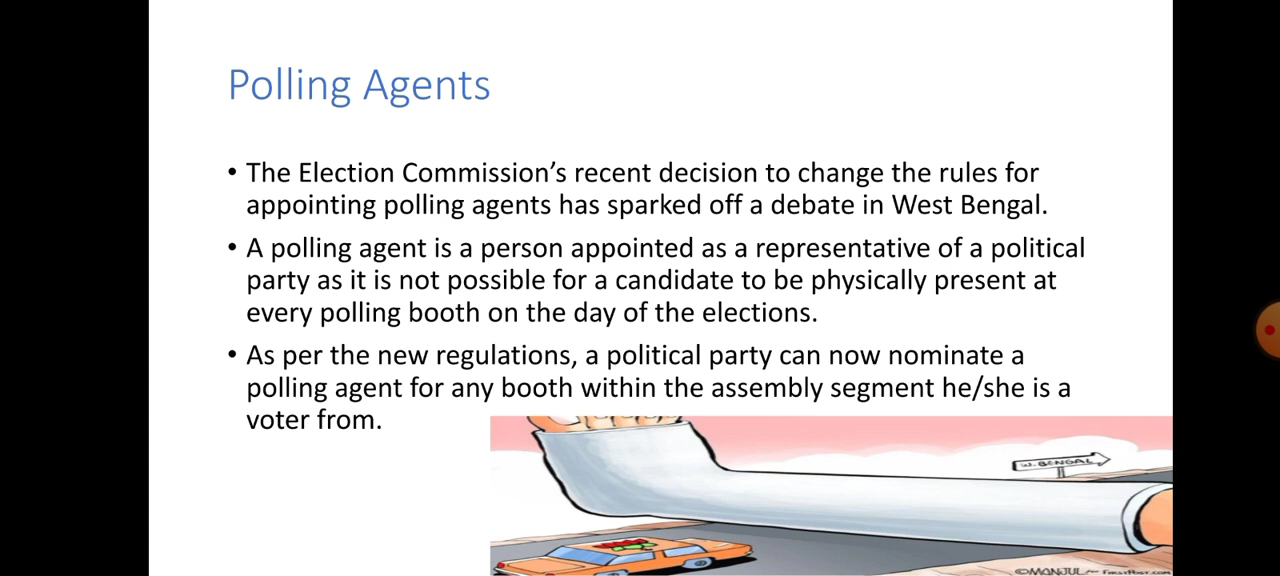 Polling Agents
• The Election Commission’s recent decision to change the rules for
appointing polling agents has sparked off a debate in West Bengal.
• A polling agent is a person appointed as a representative of a political
party as it is not possible for a candidate to be physically present at
every polling booth on the day of the elections.
• As per the new regulations, a political party can now nominate a
polling agent for any booth within the assembly segment he/she is a
voter from.
W. BENGAL
©MANJUL FIRSTPOST.COM